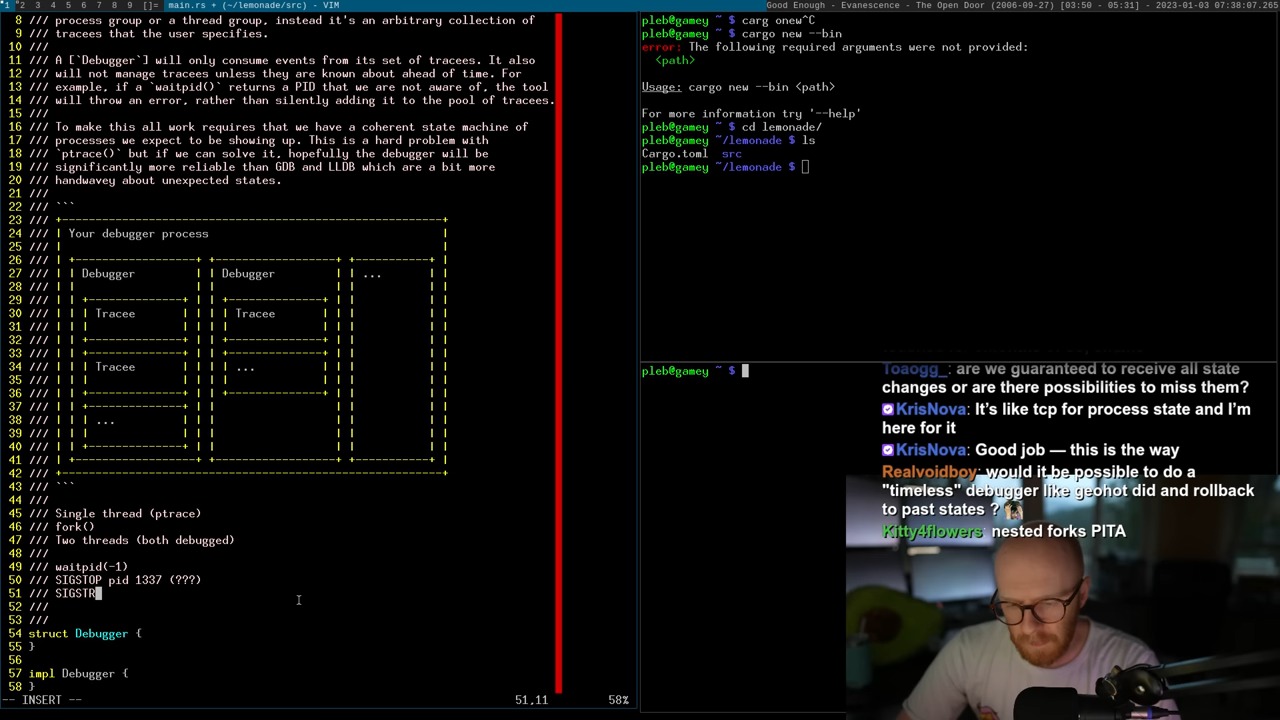 1 2 3 4 5 6 7 8 9 []= main.rs + (~/lemonade/src) - VIM
Good Enough - Evanescence - The Open Door (2006-09-27) [03:50 - 05:31] - 2023-01-03 07:38:07.265
8 /// process group or a thread group, instead it's an arbitrary collection of
9 /// tracees that the user specifies.
10 ///
11 /// A [`Debugger`] will only consume events from its set of tracees. It also
12 /// will not manage tracees unless they are known about ahead of time. For
13 /// example, if a `waitpid()` returns a PID that we are not aware of, the tool
14 /// will throw an error, rather than silently adding it to the pool of tracees.
15 ///
16 /// To make this all work requires that we have a coherent state machine of
17 /// processes we expect to be showing up. This is a hard problem with
18 /// `ptrace()` but if we can solve it, hopefully the debugger will be
19 /// significantly more reliable than GDB and LLDB which are a bit more
20 /// handwavey about unexpected states.
21 ///
22 /// ```
23 /// +----------------------------------------------------------+
24 /// | Your debugger process                                    |
25 /// |                                                          |
26 /// | +-------------------+ +-------------------+ +-----------+ |
27 /// | | Debugger          | | Debugger          | | ...       | |
28 /// | |                   | |                   | |           | |
29 /// | | +--------------+ | | +--------------+ | |           | |
30 /// | | | Tracee       | | | | Tracee       | | |           | |
31 /// | | |              | | | |              | | |           | |
32 /// | | +--------------+ | | +--------------+ | |           | |
33 /// | | +--------------+ | | +--------------+ | |           | |
34 /// | | | Tracee       | | | | ...          | | |           | |
35 /// | | |              | | | |              | | |           | |
36 /// | | +--------------+ | | +--------------+ | |           | |
37 /// | | +--------------+ | |                  | |           | |
38 /// | | | ...          | | |                  | |           | |
39 /// | | |              | | |                  | |           | |
40 /// | | +--------------+ | |                  | |           | |
41 /// | +-------------------+ +-------------------+ +-----------+ |
42 /// +----------------------------------------------------------+
43 /// ```
44 ///
45 /// Single thread (ptrace)
46 /// fork()
47 /// Two threads (both debugged)
48 ///
49 /// waitpid(-1)
50 /// SIGSTOP pid 1337 (???)
51 /// SIGSTR
52 ///
53 ///
54 struct Debugger {
55 }
56
57 impl Debugger {
58 }
-- INSERT -- 51,11 58%
pleb@gamey ~ $ carg onew^C
pleb@gamey ~ $ cargo new --bin
error: The following required arguments were not provided:
<path>
Usage: cargo new --bin <path>
For more information try '--help'
pleb@gamey ~ $ cd lemonade/
pleb@gamey ~/lemonade $ ls
Cargo.toml src
pleb@gamey ~/lemonade $
pleb@gamey ~ $
Toaogg_: are we guaranteed to receive all state
changes or are there possibilities to miss them?
KrisNova: It's like tcp for process state and I'm
here for it
KrisNova: Good job — this is the way
Realvoidboy: would it be possible to do a
"timeless" debugger like geohot did and rollback
to past states ?
Kitty4flowers: nested forks PITA